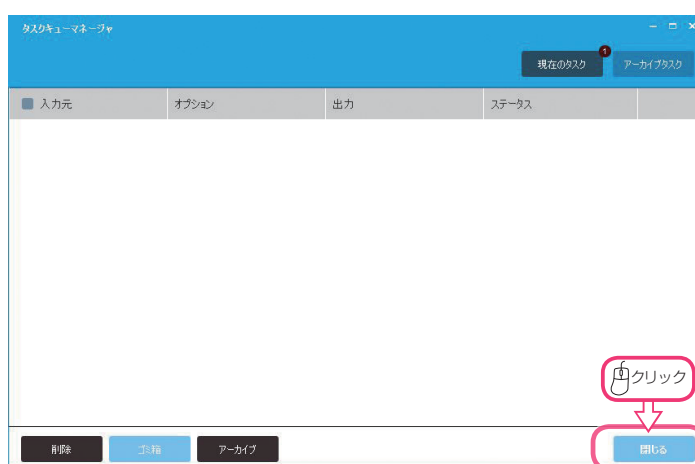 タスクキューマネージャ
1
現在のタスク アーカイブタスク
入力元 オプション 出力 ステータス
クリック
削除 ゴミ箱 アーカイブ 閉じる